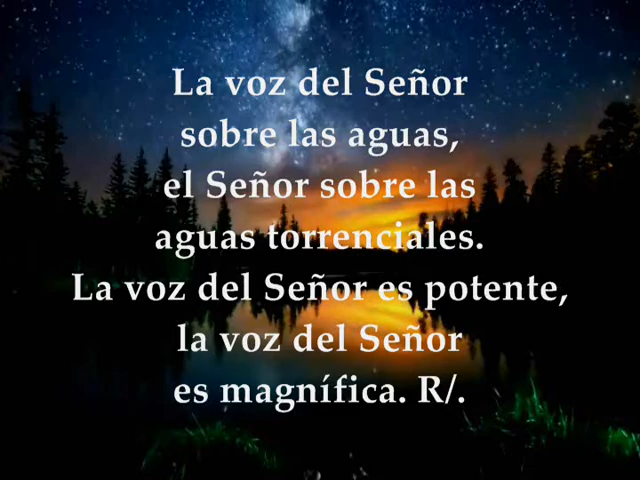 La voz del Señor
sobre las aguas,
el Señor sobre las
aguas torrenciales.
La voz del Señor es potente,
la voz del Señor
es magnífica. R/.